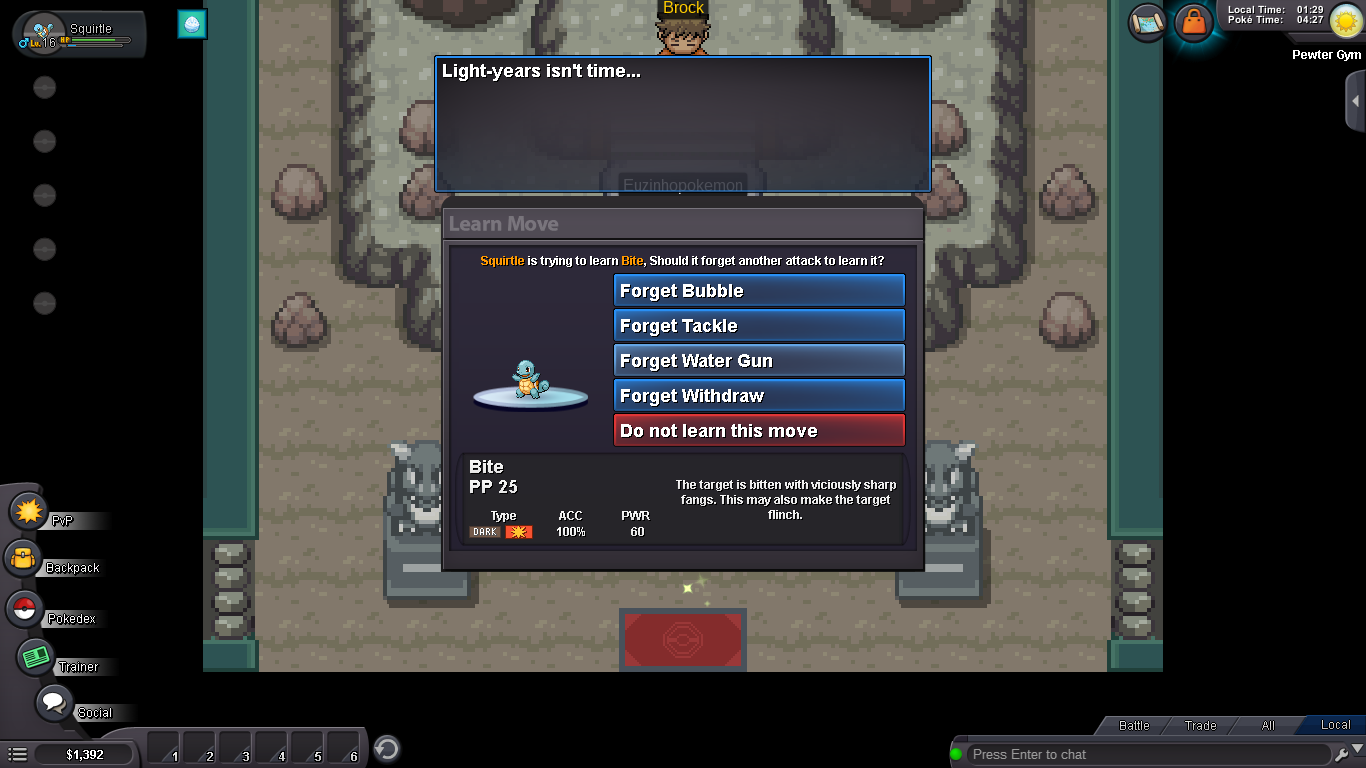 Squirtle
Lv.16 HP
Brock
Local Time: 01:29
Poké Time: 04:27
Pewter Gym
Light-years isn't time...
Euzinhopokemon
Learn Move
Squirtle is trying to learn Bite, Should it forget another attack to learn it?
Forget Bubble
Forget Tackle
Forget Water Gun
Forget Withdraw
Do not learn this move
Bite
PP 25
The target is bitten with viciously sharp
fangs. This may also make the target
flinch.
Type ACC PWR
DARK 100% 60
PvP
Backpack
Pokedex
Trainer
Social
$1,392
1 2 3 4 5 6
Battle Trade All Local
Press Enter to chat